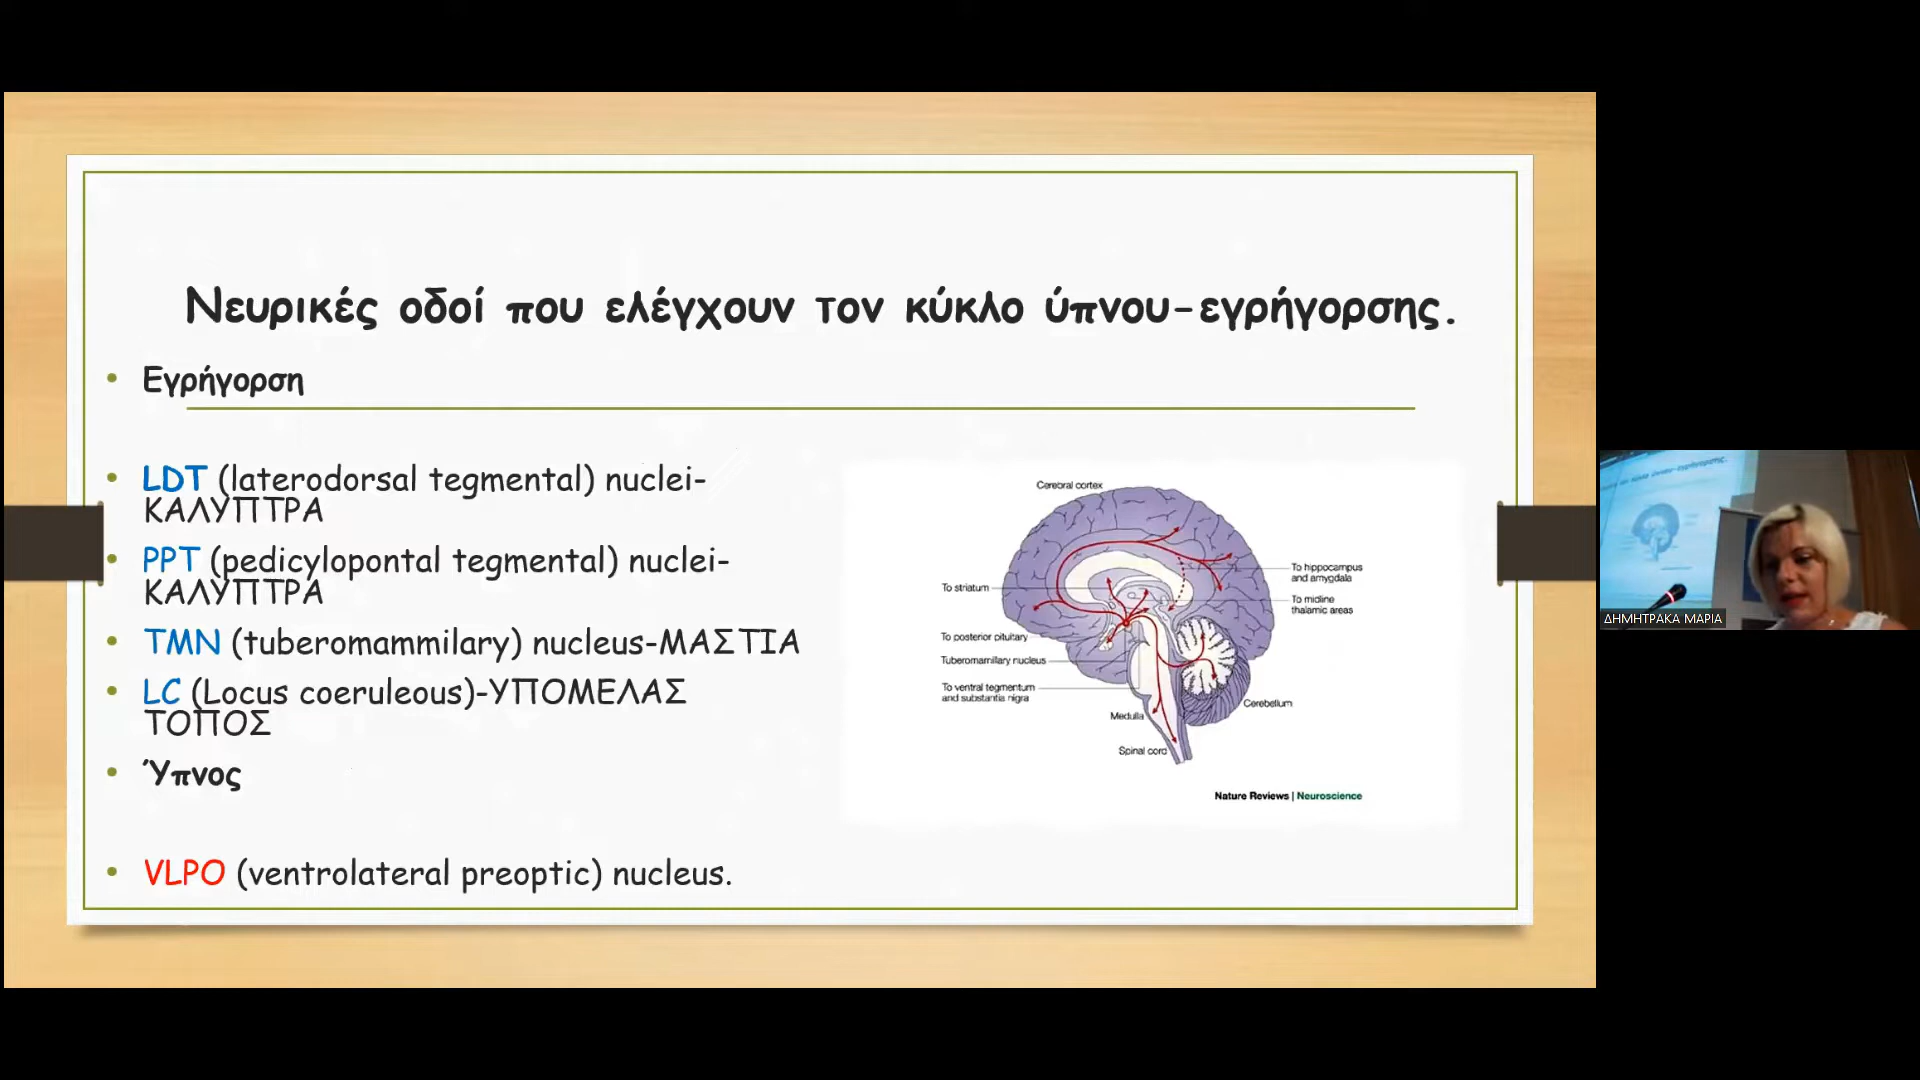 Νευρικές οδοί που ελέγχουν τον κύκλο ύπνου-εγρήγορσης.
• Εγρήγορση
• LDT (laterodorsal tegmental) nuclei-
ΚΑΛΥΠΤΡΑ
• PPT (pedicylopontal tegmental) nuclei-
ΚΑΛΥΠΤΡΑ
• TMN (tuberomammilary) nucleus-ΜΑΣΤΙΑ
• LC (Locus coeruleous)-ΥΠΟΜΕΛΑΣ
ΤΟΠΟΣ
• Ύπνος
• VLPO (ventrolateral preoptic) nucleus.
Cerebral cortex
To striatum
To posterior pituitary
Tuberomamillary nucleus
To ventral tegmentum
and substantia nigra
Medulla
Spinal cord
To hippocampus
and amygdala
To midline
thalamic areas
Cerebellum
Nature Reviews | Neuroscience
ΔΗΜΗΤΡΑΚΑ ΜΑΡΙΑ